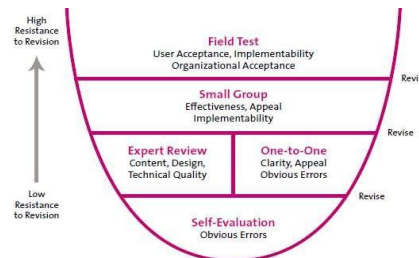 High
Resistance
to Revision
Field Test
User Acceptance, Implementability
Organizational Acceptance
Revi
Small Group
Effectiveness, Appeal
Implementability
Revise
Expert Review
Content, Design,
Technical Quality
One-to-One
Clarity, Appeal
Obvious Errors
Low
Resistance
to Revision
Revise
Self-Evaluation
Obvious Errors